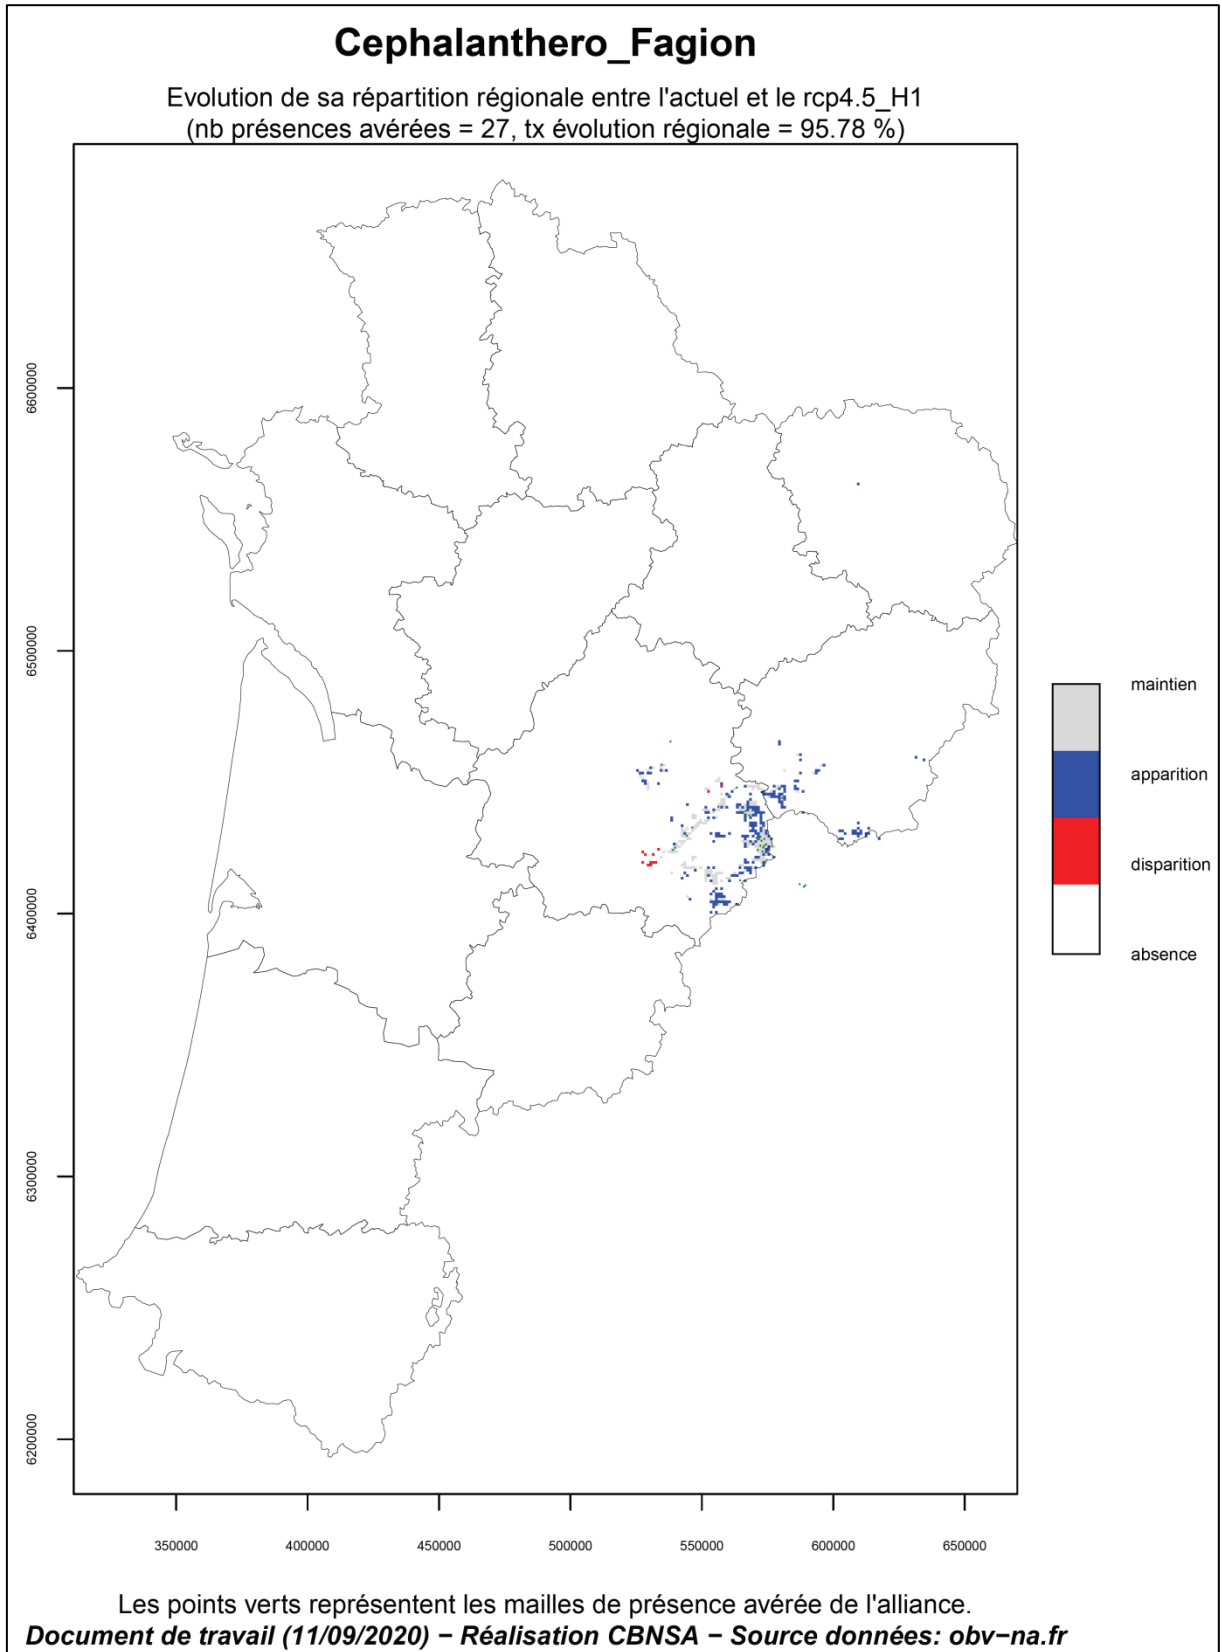 Cephalanthero_Fagion
Evolution de sa répartition régionale entre l'actuel et le rcp4.5_H1
(nb présences avérées = 27, tx évolution régionale = 95.78 %)
6600000
6500000
6400000
6300000
6200000
maintien
apparition
disparition
absence
350000 400000 450000 500000 550000 600000 650000
Les points verts représentent les mailles de présence avérée de l'alliance.
Document de travail (11/09/2020) − Réalisation CBNSA − Source données: obv−na.fr